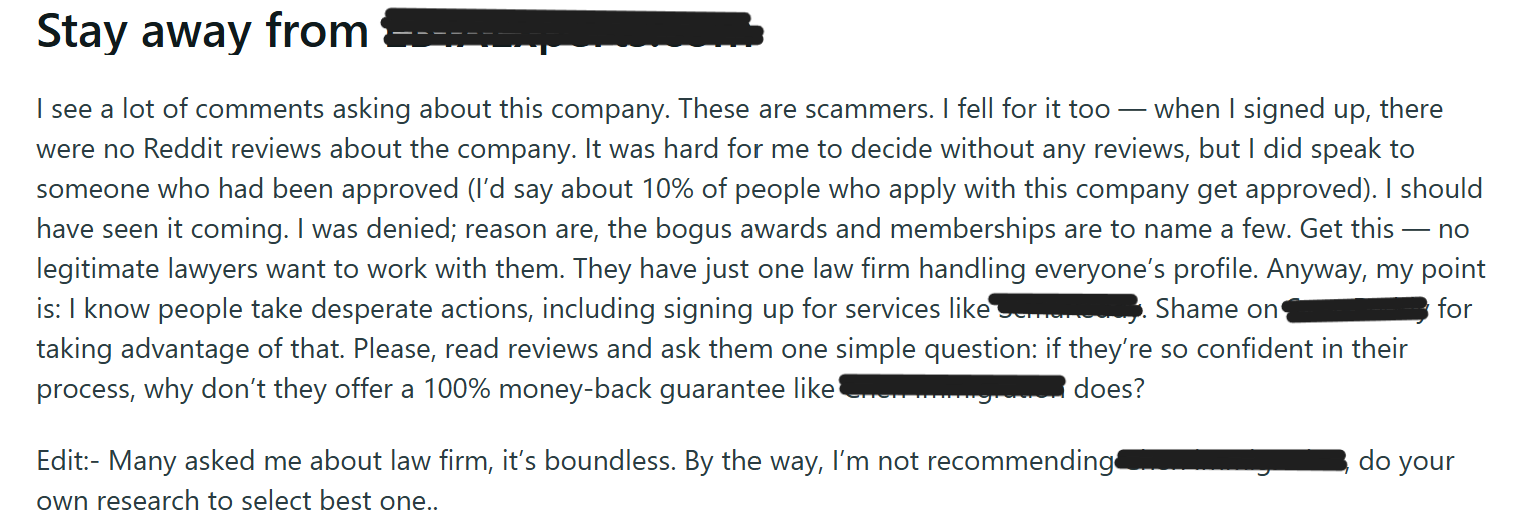 Stay away from
I see a lot of comments asking about this company. These are scammers. I fell for it too — when I signed up, there
were no Reddit reviews about the company. It was hard for me to decide without any reviews, but I did speak to
someone who had been approved (I’d say about 10% of people who apply with this company get approved). I should
have seen it coming. I was denied; reason are, the bogus awards and memberships are to name a few. Get this — no
legitimate lawyers want to work with them. They have just one law firm handling everyone’s profile. Anyway, my point
is: I know people take desperate actions, including signing up for services like . Shame on for
taking advantage of that. Please, read reviews and ask them one simple question: if they’re so confident in their
process, why don’t they offer a 100% money-back guarantee like does?
Edit:- Many asked me about law firm, it’s boundless. By the way, I’m not recommending , do your
own research to select best one..